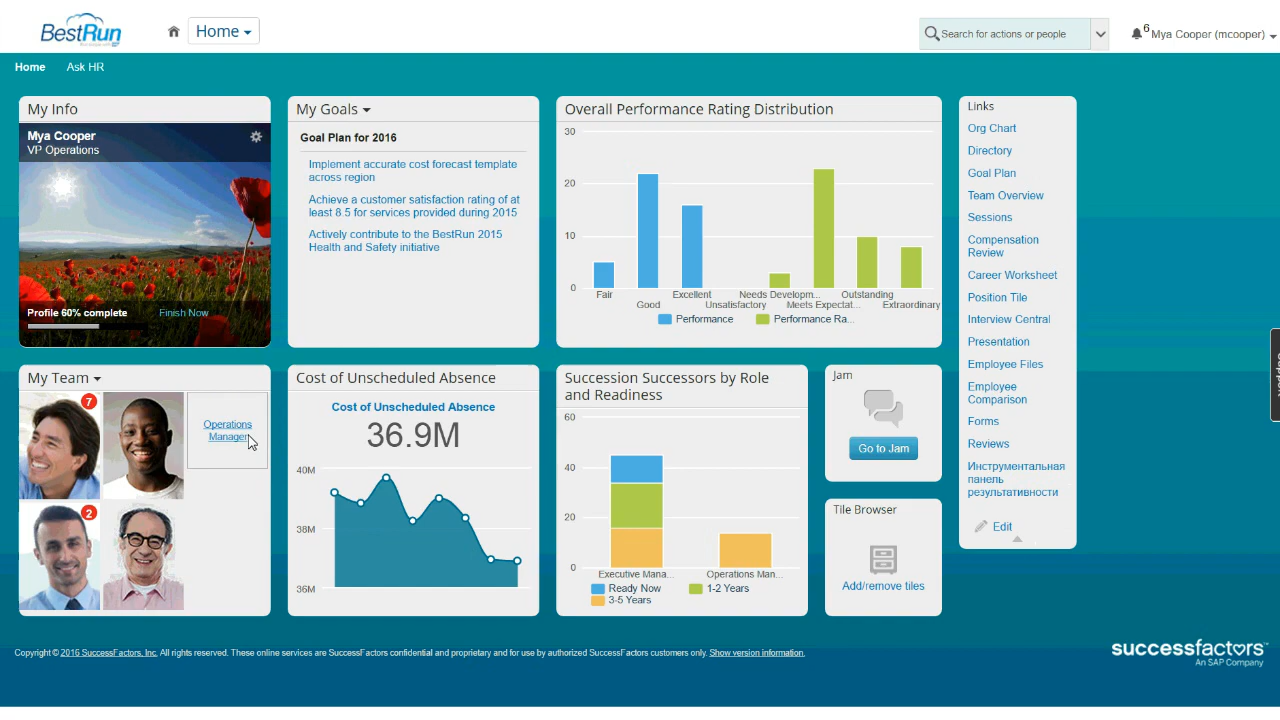 BestRun
Home
Search for actions or people
6
Mya Cooper (mcooper)
Home
Ask HR
My Info
Mya Cooper
VP Operations
Profile 60% complete
Finish Now
My Goals
Goal Plan for 2016
Implement accurate cost forecast template
across region
Achieve a customer satisfaction rating of at
least 8.5 for services provided during 2015
Actively contribute to the BestRun 2015
Health and Safety initiative
Overall Performance Rating Distribution
30
20
10
0
Fair
Good
Excellent
Unsatisfactory
Needs Developm...
Meets Expectat...
Outstanding
Extraordinary
Performance
Performance Ra...
Links
Org Chart
Directory
Goal Plan
Team Overview
Sessions
Compensation
Review
Career Worksheet
Position Tile
Interview Central
Presentation
Employee Files
Employee
Comparison
Forms
Reviews
Инструментальная
панель
результативности
Edit
My Team
7
Operations
Manager
2
Cost of Unscheduled Absence
Cost of Unscheduled Absence
36.9M
40M
38M
36M
Succession Successors by Role
and Readiness
60
40
20
0
Executive Mana...
Operations Man...
Ready Now
1-2 Years
3-5 Years
Jam
Go to Jam
Tile Browser
Add/remove tiles
Copyright © 2016 SuccessFactors, Inc. All rights reserved. These online services are SuccessFactors confidential and proprietary and for use by authorized SuccessFactors customers only. Show version information.
successfactors
An SAP Company